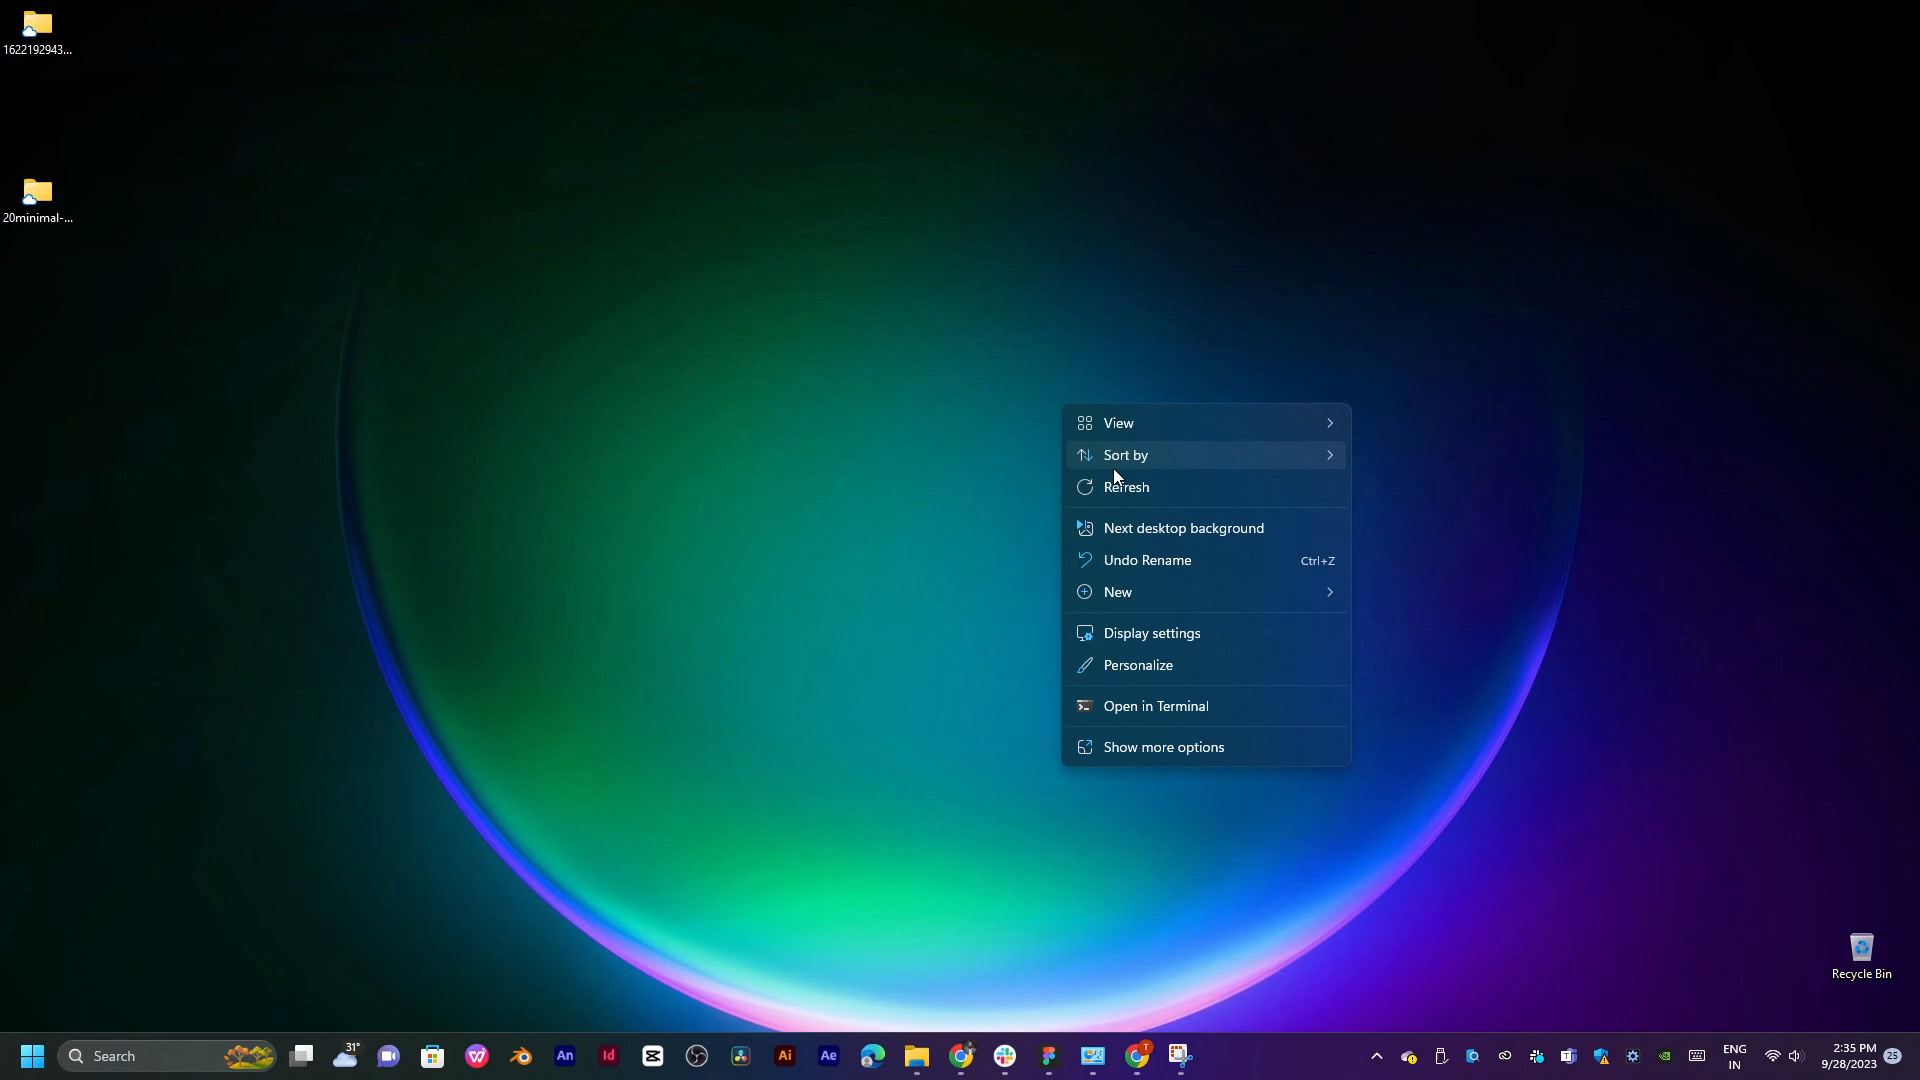 1622192943...
20minimal-...
View
Sort by
Refresh
Next desktop background
Undo Rename Ctrl+Z
New
Display settings
Personalize
Open in Terminal
Show more options
Recycle Bin
Search
31°
An
Id
Ai
Ae
T
ENG
IN
2:35 PM
9/28/2023
25